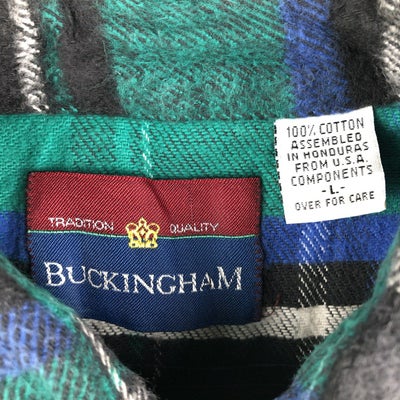 100% COTTON
ASSEMBLED
IN HONDURAS
FROM U.S.A.
COMPONENTS
-L-
OVER FOR CARE
TRADITION QUALITY
BUCKINGHAM